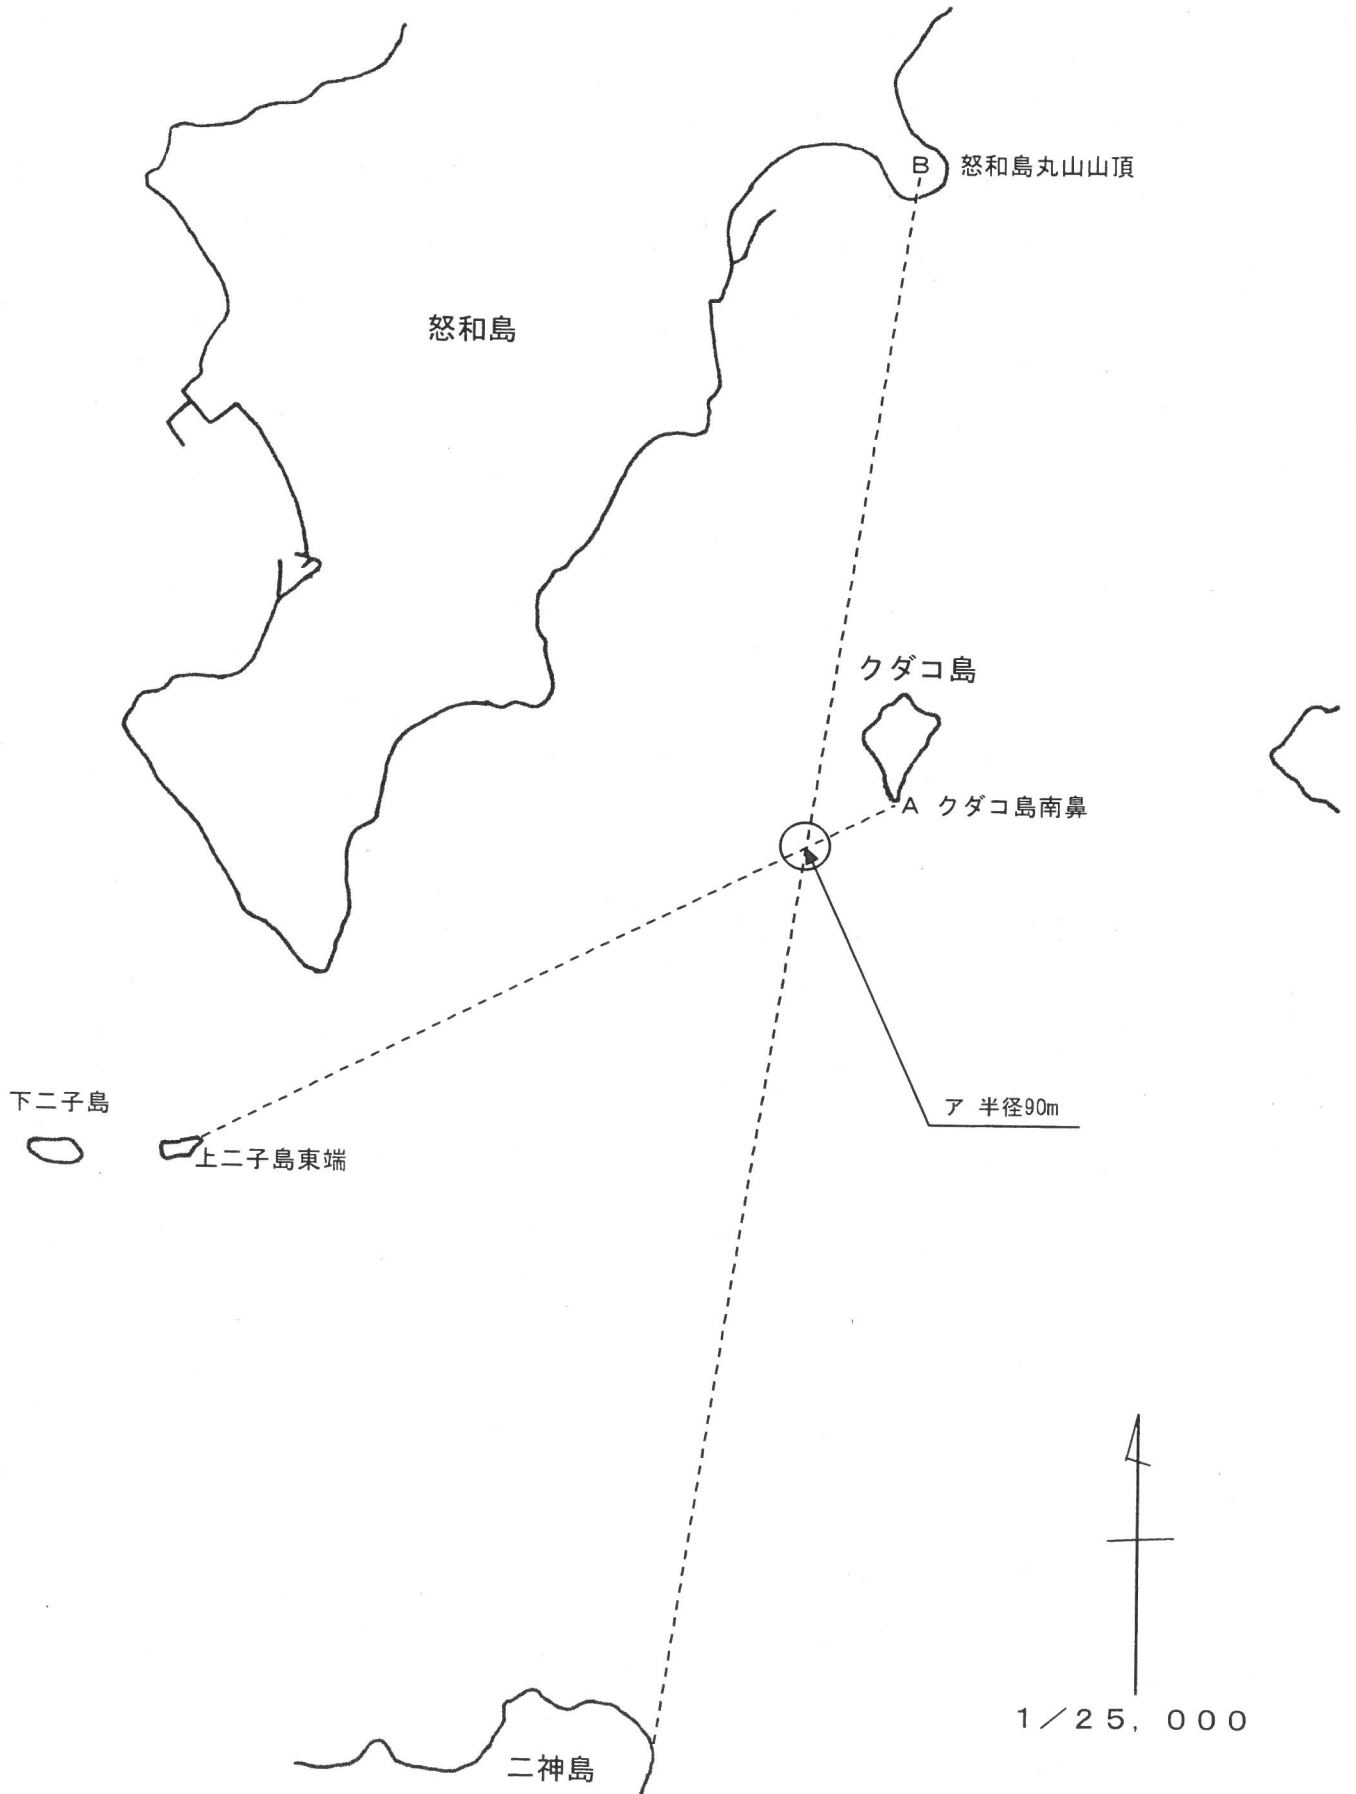 B
怒和島丸山山頂
怒和島
クダコ島
A クダコ島南鼻
ア 半径90m
下二子島
上二子島東端
1／25，000
二神島